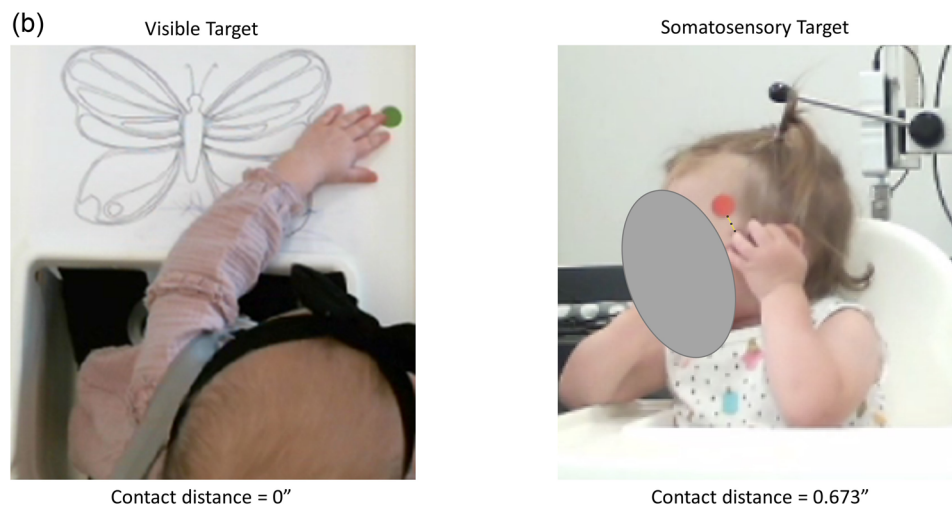 (b)
Visible Target
Somatosensory Target
Contact distance = 0”
Contact distance = 0.673”